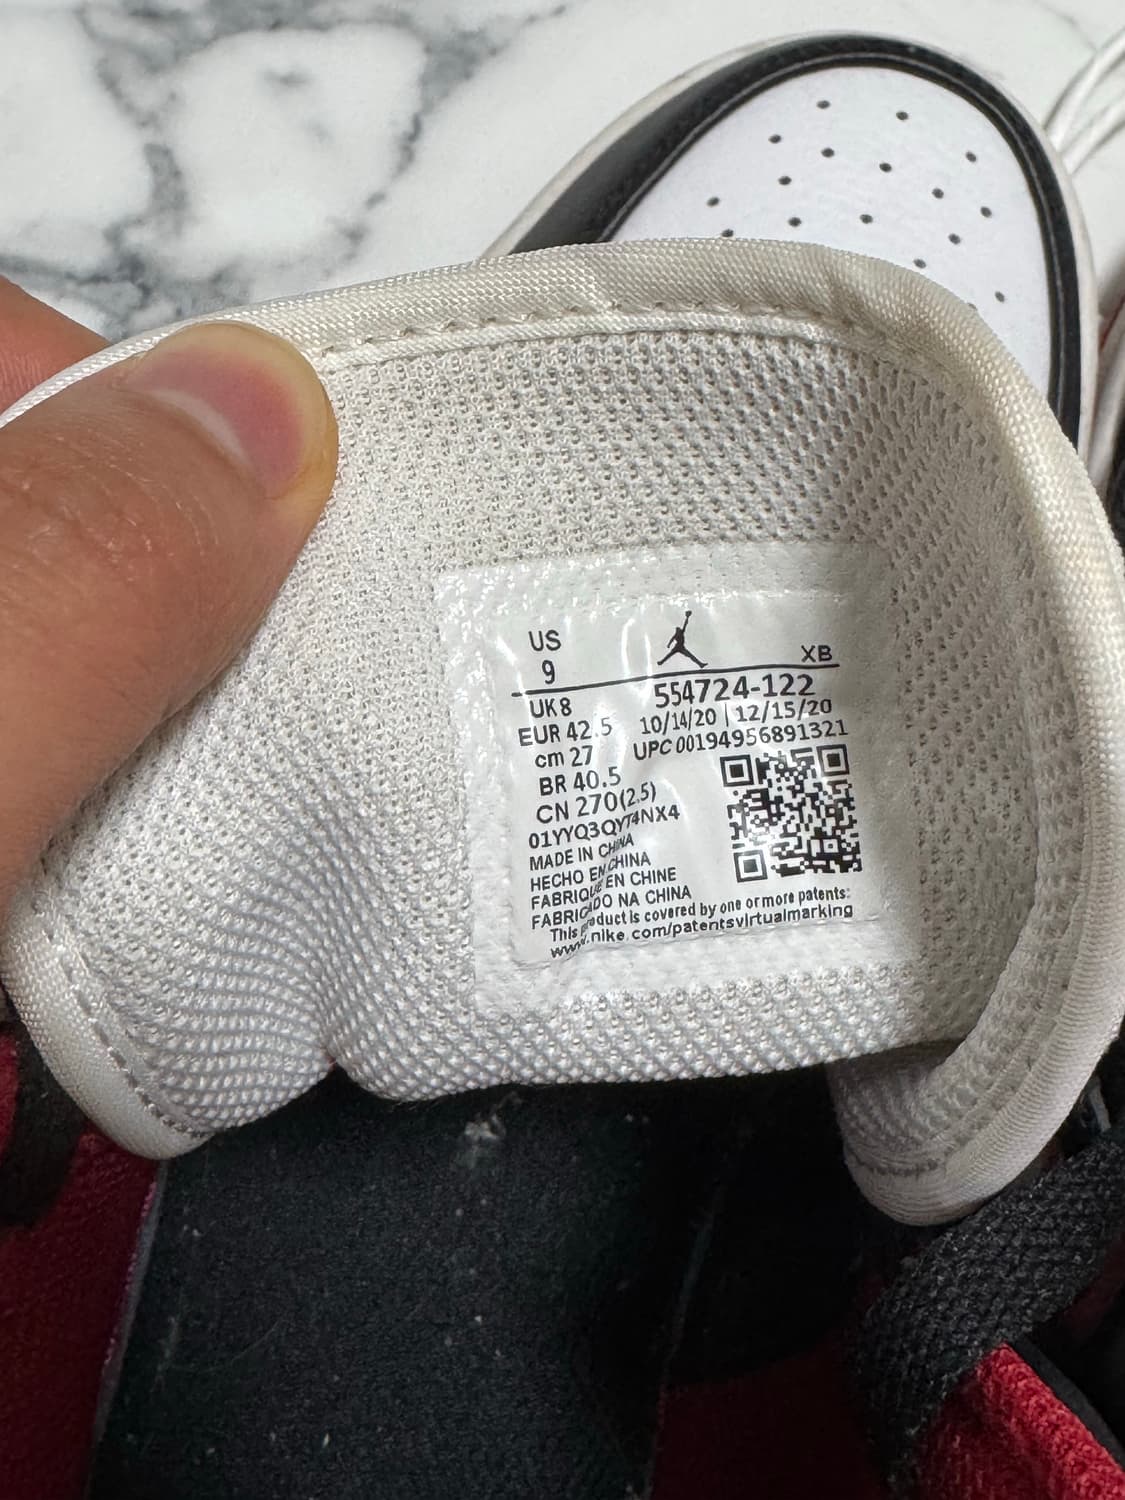 US
9
XB
UK 8
554724-122
EUR 42.5
10/14/20 | 12/15/20
cm 27
UPC 00194956891321
BR 40.5
CN 270(2.5)
01YYQ3QYT4NX4
MADE IN CHINA
HECHO EN CHINA
FABRIQUE EN CHINE
FABRICADO NA CHINA
This product is covered by one or more patents:
www.nike.com/patentsvirtualmarking